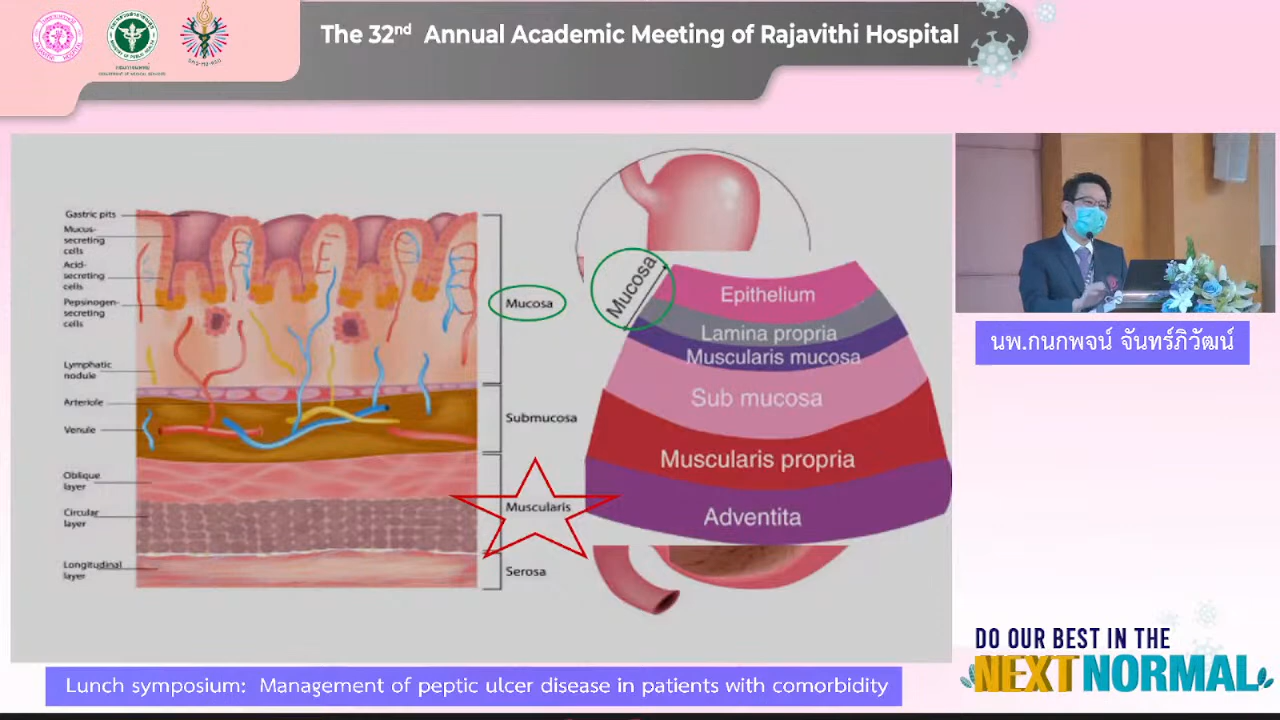 The 32nd Annual Academic Meeting of Rajavithi Hospital
Gastric pits
Mucus-
secreting
cells
Acid-
secreting
cells
Pepsinogen-
secreting
cells
Lymphatic
nodule
Arteriole
Venule
Oblique
layer
Circular
layer
Longitudinal
layer
Mucosa
Submucosa
Muscularis
Serosa
Mucosa
Epithelium
Lamina propria
Muscularis mucosa
Sub mucosa
Muscularis propria
Adventita
นพ.กนกพจน์ จันทร์ภิวัฒน์
DO OUR BEST IN THE
NEXT NORMAL
Lunch symposium: Management of peptic ulcer disease in patients with comorbidity